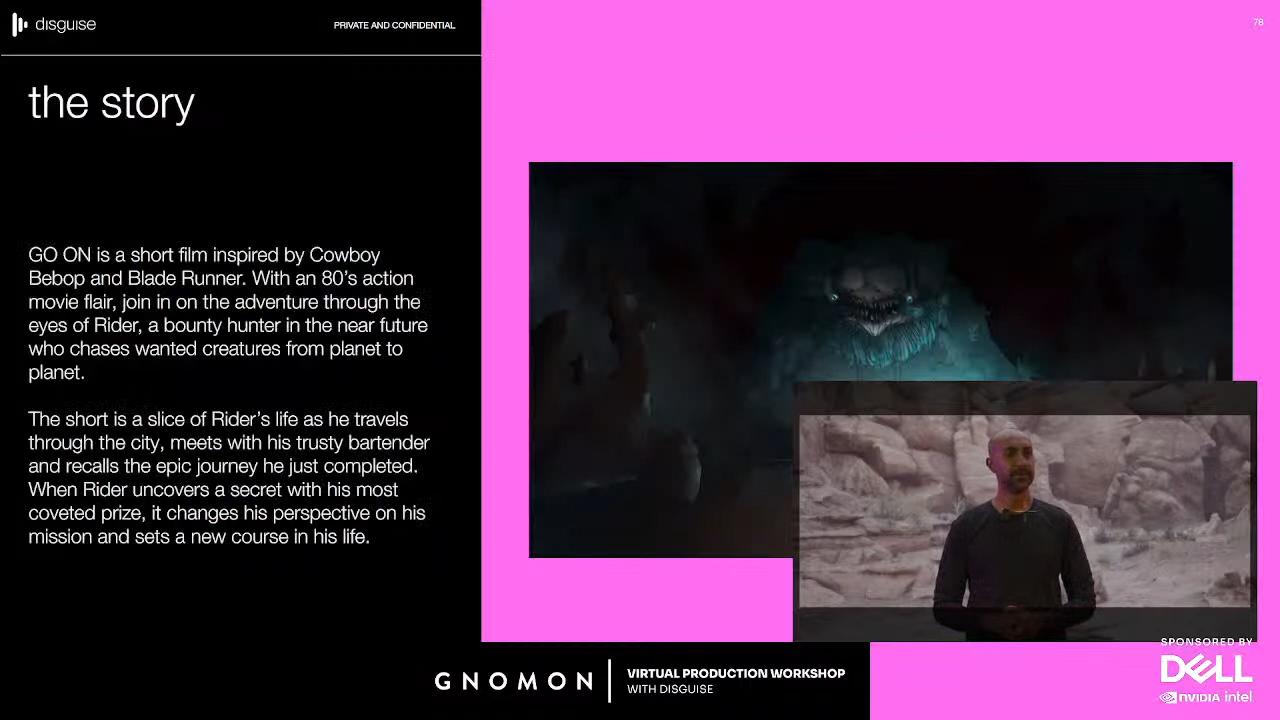 disguise
PRIVATE AND CONFIDENTIAL
78
the story
GO ON is a short film inspired by Cowboy
Bebop and Blade Runner. With an 80's action
movie flair, join in on the adventure through the
eyes of Rider, a bounty hunter in the near future
who chases wanted creatures from planet to
planet.
The short is a slice of Rider's life as he travels
through the city, meets with his trusty bartender
and recalls the epic journey he just completed.
When Rider uncovers a secret with his most
coveted prize, it changes his perspective on his
mission and sets a new course in his life.
GNOMON
VIRTUAL PRODUCTION WORKSHOP
WITH DISGUISE
SPONSORED BY
DELL
NVIDIA intel